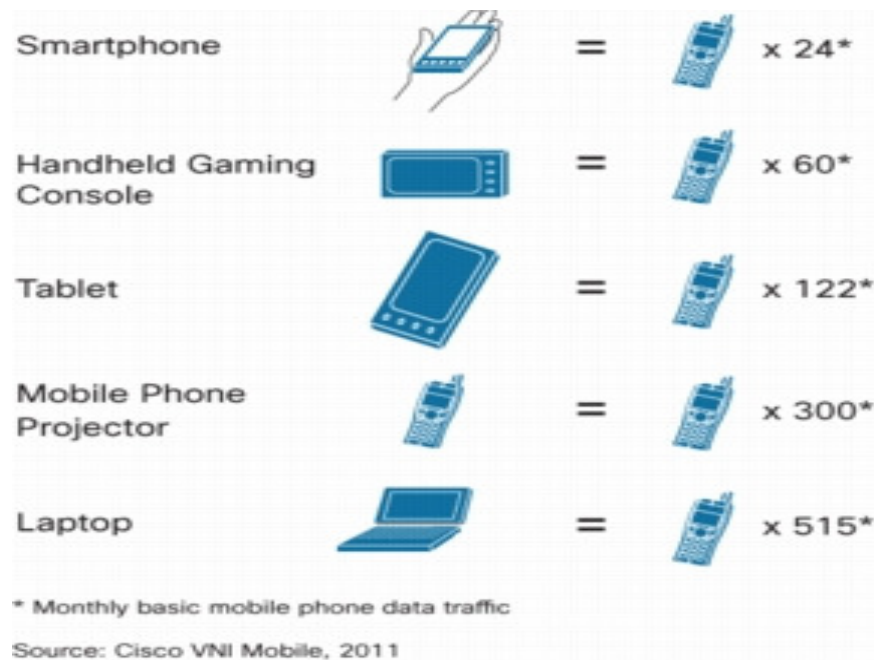 Smartphone = x 24*
Handheld Gaming
Console = x 60*
Tablet = x 122*
Mobile Phone
Projector = x 300*
Laptop = x 515*
* Monthly basic mobile phone data traffic
Source: Cisco VNI Mobile, 2011